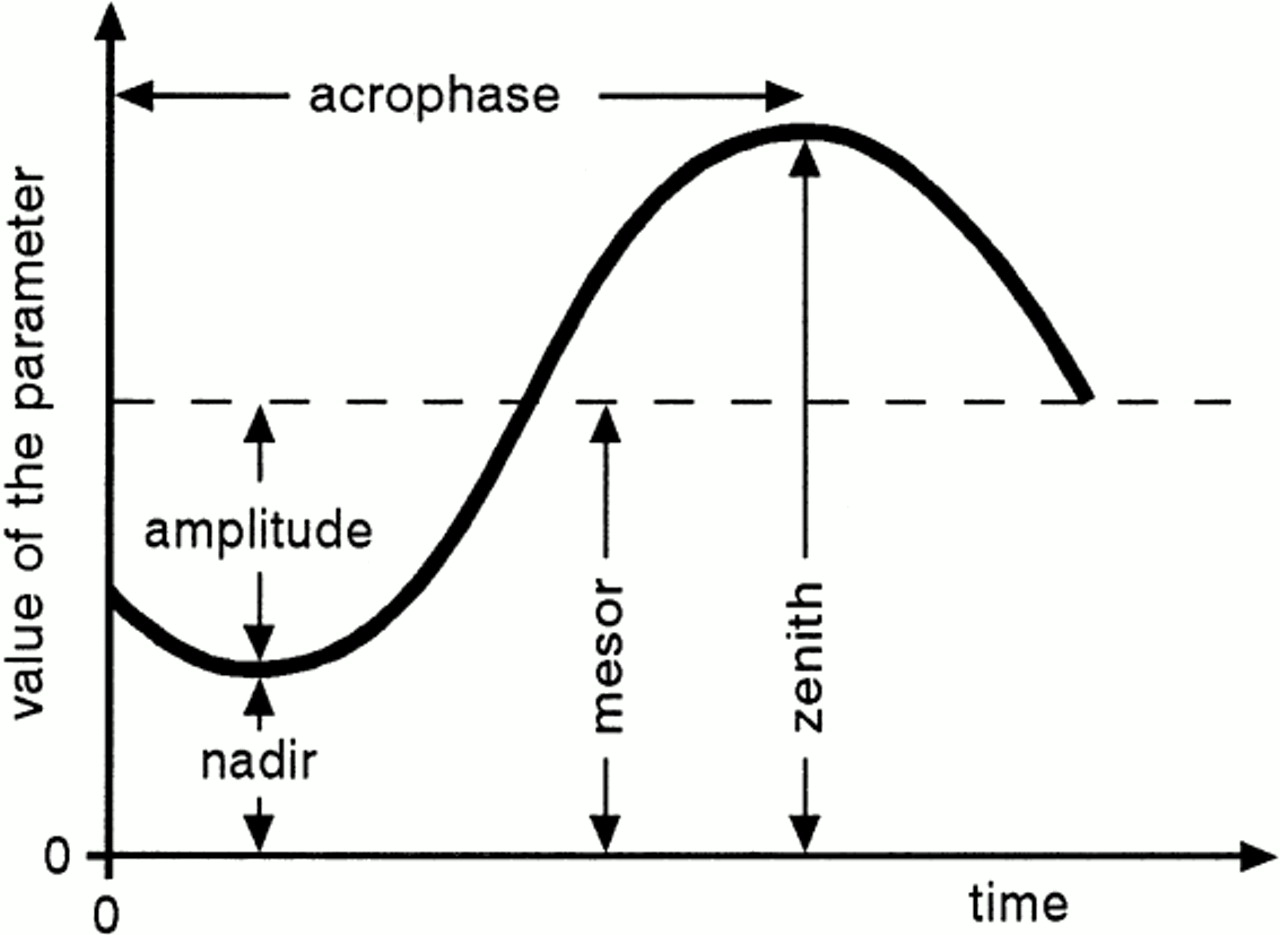 acrophase
value of the parameter
amplitude
mesor
zenith
nadir
0
0
time